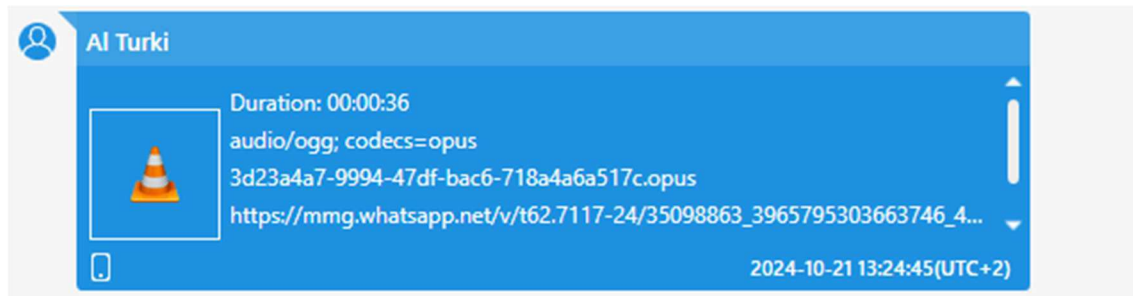 Al Turki
Duration: 00:00:36
audio/ogg; codecs=opus
3d23a4a7-9994-47df-bac6-718a4a6a517c.opus
https://mmg.whatsapp.net/v/t62.7117-24/35098863_3965795303663746_4...
2024-10-21 13:24:45(UTC+2)